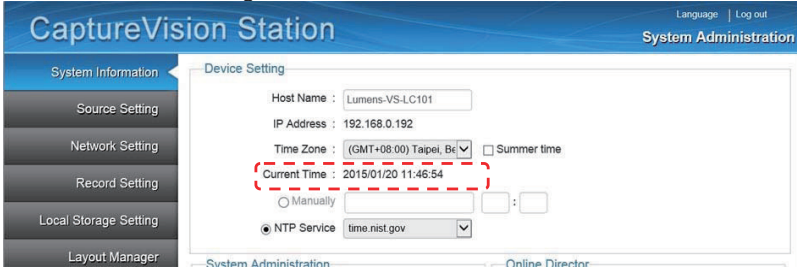 Language | Log out
CaptureVision Station
System Administration
System Information
Source Setting
Network Setting
Record Setting
Local Storage Setting
Layout Manager
Device Setting
Host Name : Lumens-VS-LC101
IP Address : 192.168.0.192
Time Zone : (GMT+08:00) Taipei, Be Summer time
Current Time : 2015/01/20 11:46:54
Manually :
NTP Service time.nist.gov
System Administration Online Director